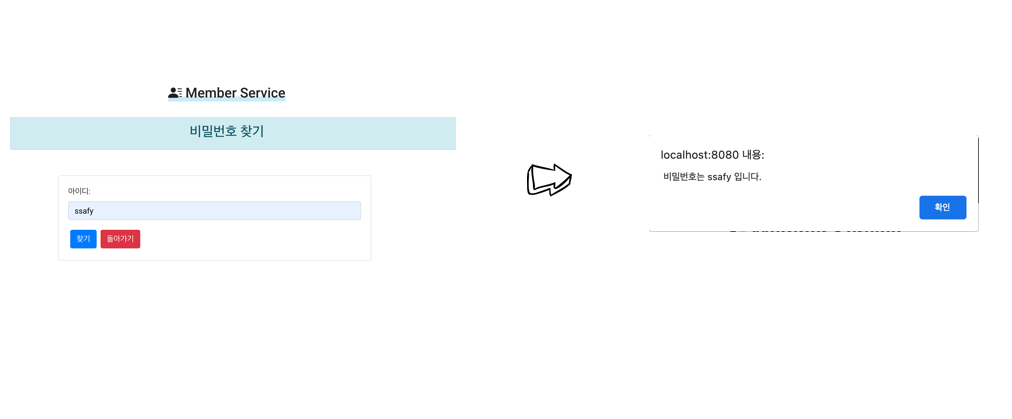 Member Service
비밀번호 찾기
아이디:
ssafy
찾기 돌아가기
localhost:8080 내용:
비밀번호는 ssafy 입니다.
확인